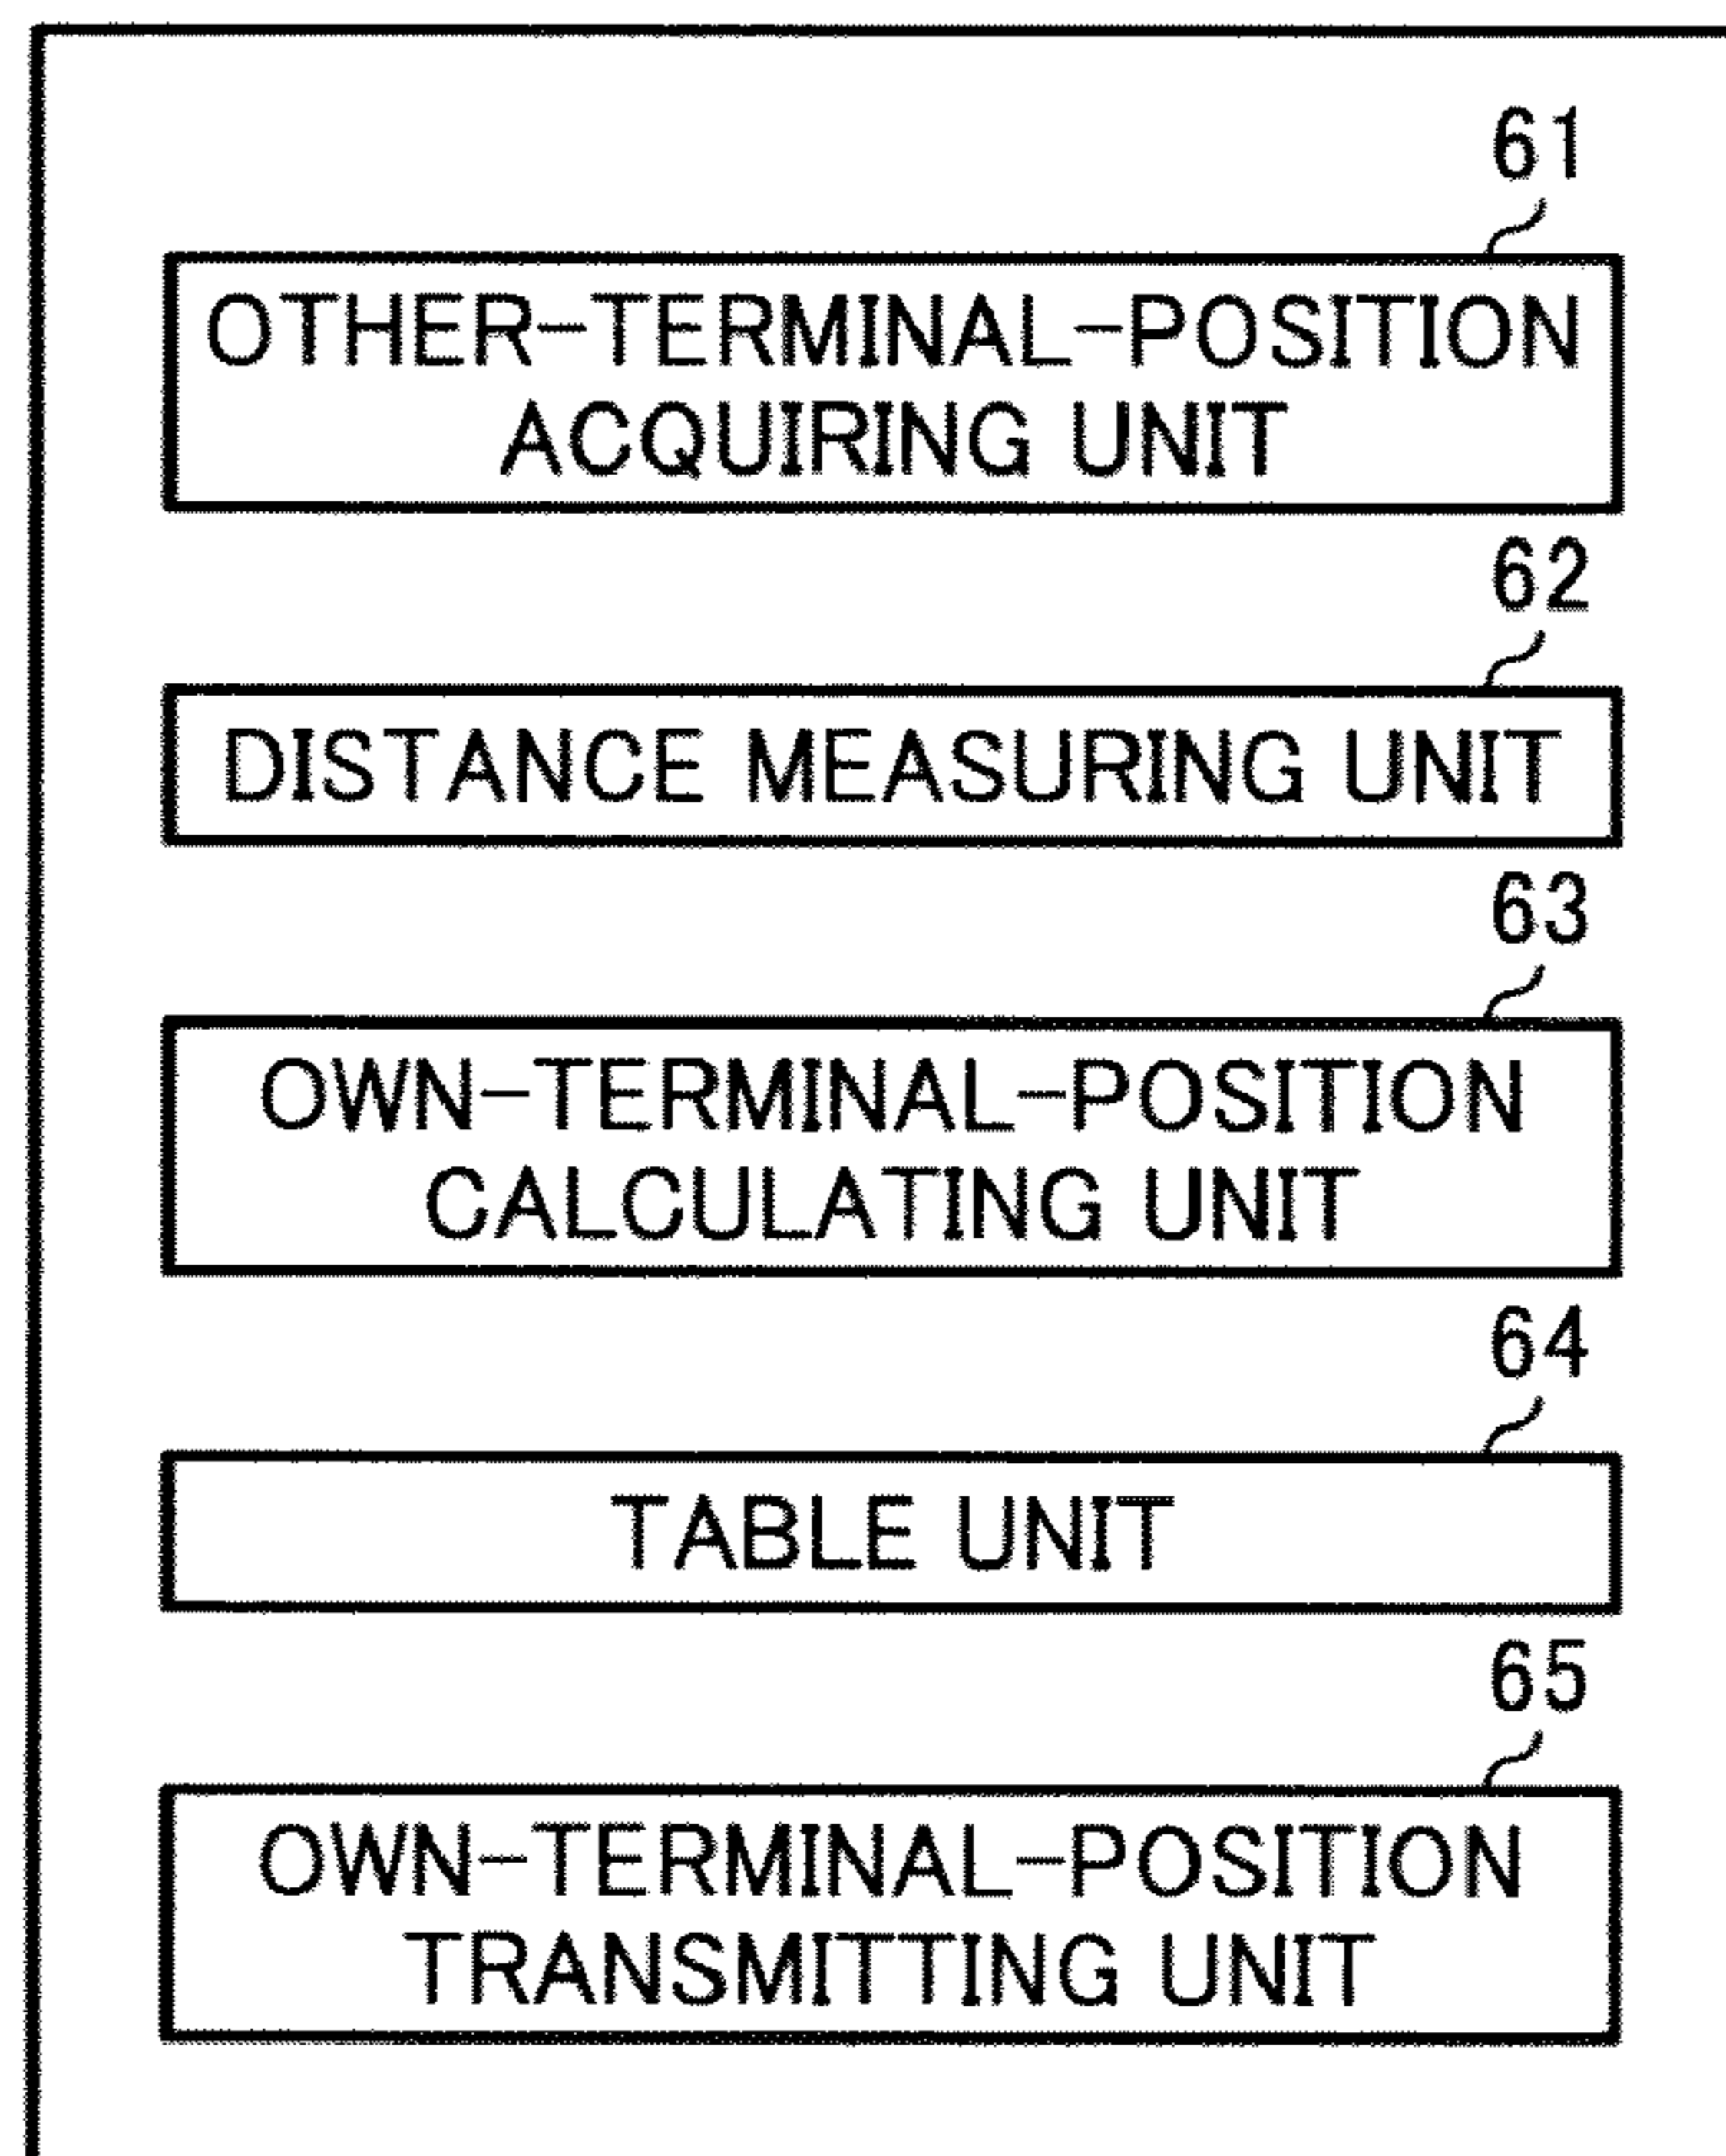 61
OTHER-TERMINAL-POSITION
ACQUIRING UNIT
62
DISTANCE MEASURING UNIT
63
OWN-TERMINAL-POSITION
CALCULATING UNIT
64
TABLE UNIT
65
OWN-TERMINAL-POSITION
TRANSMITTING UNIT